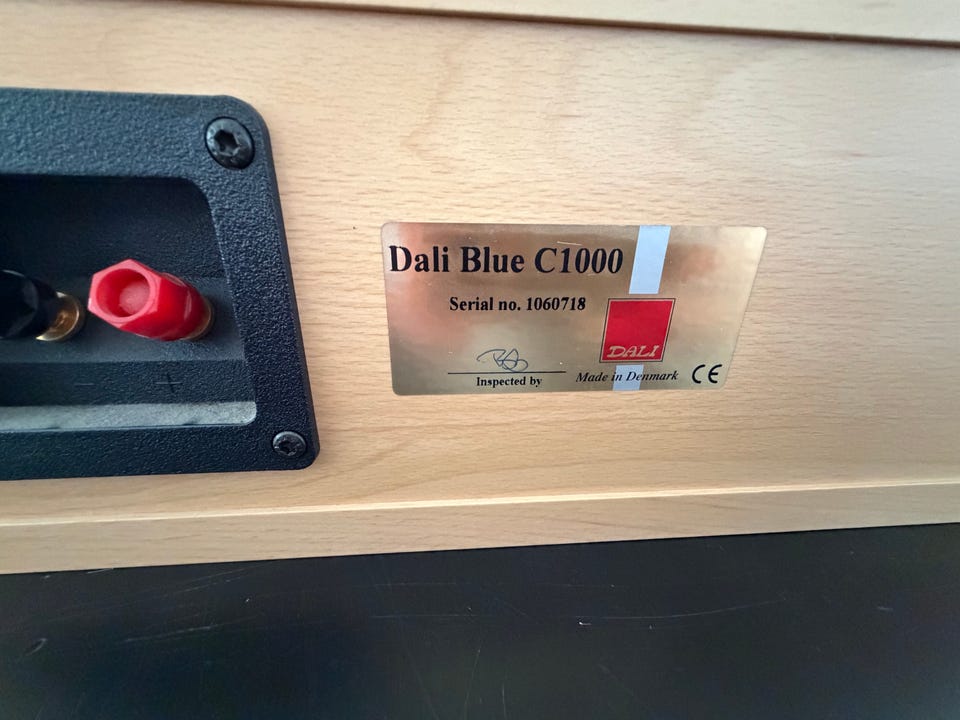 Dali Blue C1000
Serial no. 1060718
DALI
Inspected by
Made in Denmark CE
- +